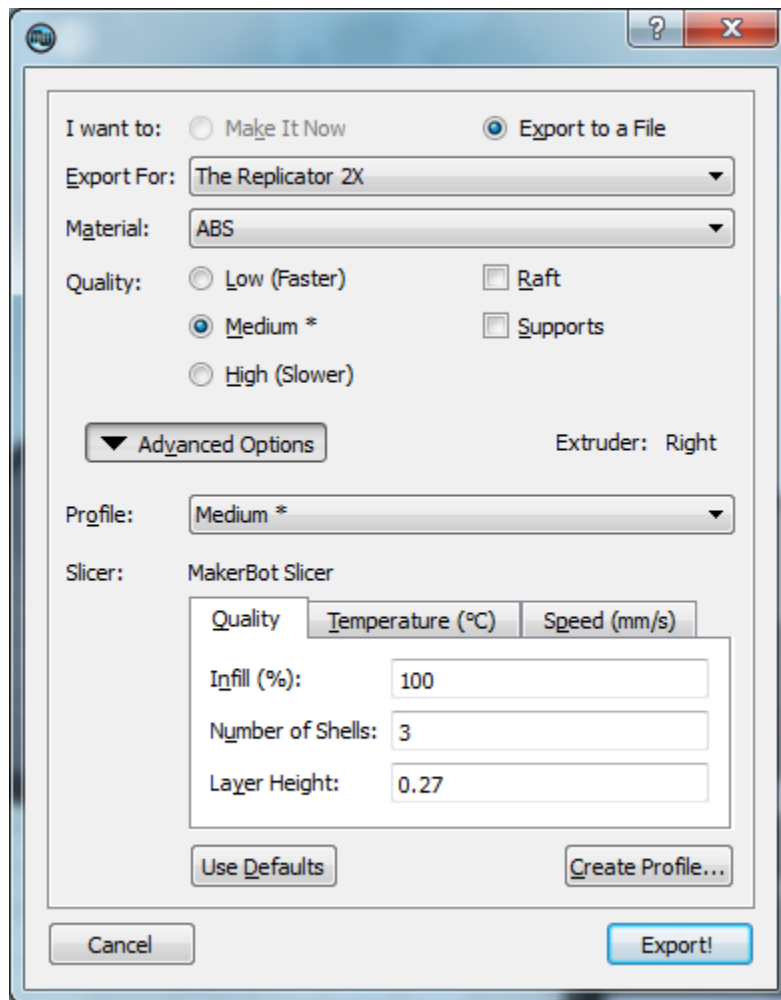 I want to: Make It Now Export to a File
Export For: The Replicator 2X
Material: ABS
Quality: Low (Faster) Raft
Medium * Supports
High (Slower)
Advanced Options Extruder: Right
Profile: Medium *
Slicer: MakerBot Slicer
Quality Temperature (°C) Speed (mm/s)
Infill (%): 100
Number of Shells: 3
Layer Height: 0.27
Use Defaults Create Profile...
Cancel Export!